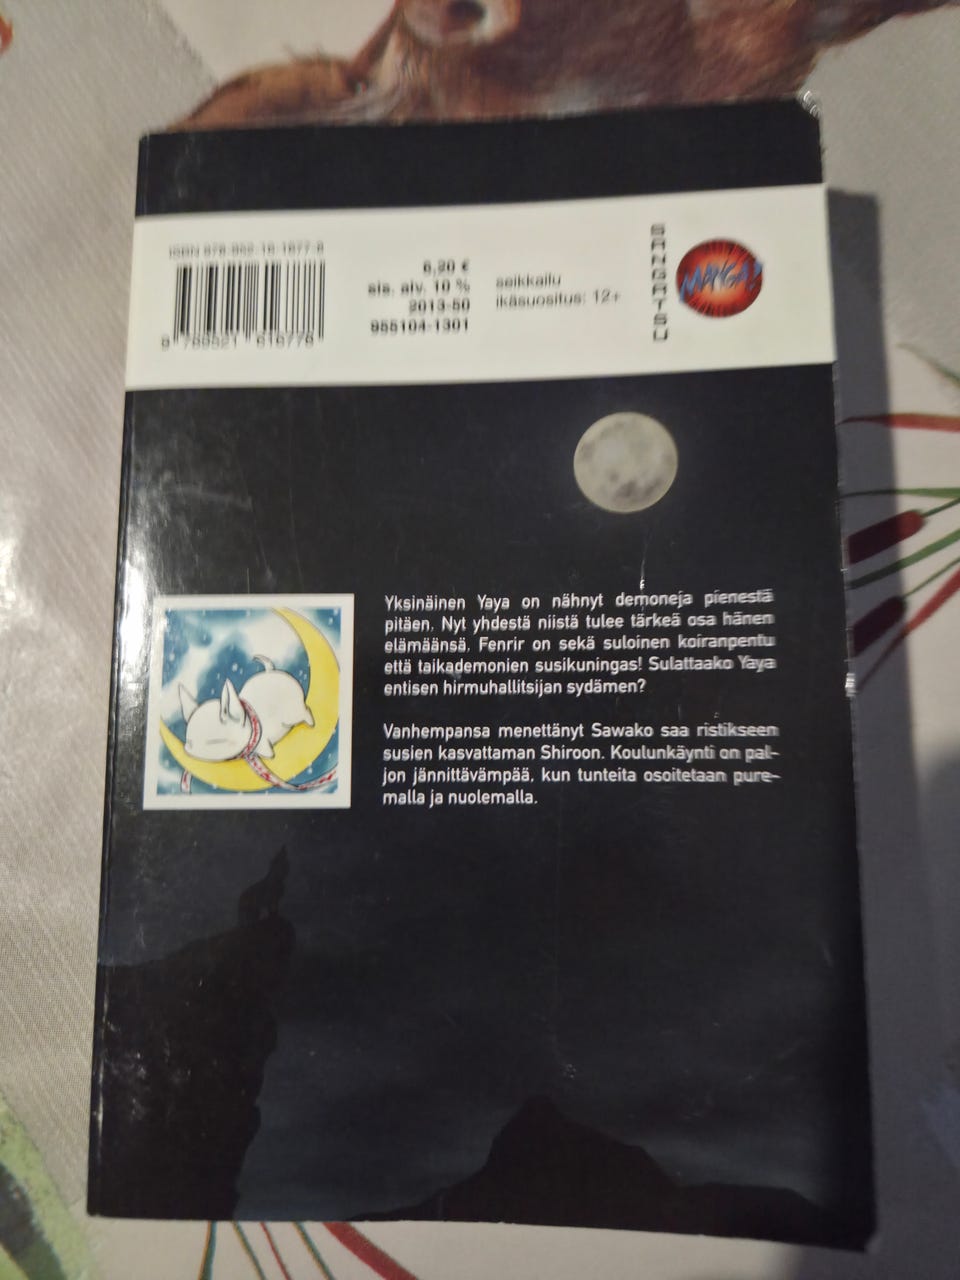 ISBN 978-952-16-1677-8
9 789521 616778
6,20 €
sis. alv. 10 %
2013-50
955104-1301
seikkailu
ikäsuositus: 12+
SANGATSU
MANGA!
Yksinäinen Yaya on nähnyt demoneja pienestä
pitäen. Nyt yhdestä niistä tulee tärkeä osa hänen
elämäänsä. Fenrir on sekä suloinen koiranpentu
että taikademonien susikuningas! Sulattaako Yaya
entisen hirmuhallitsijan sydämen?
Vanhempansa menettänyt Sawako saa ristikseen
susien kasvattaman Shiroon. Koulunkäynti on pal-
jon jännittävämpää, kun tunteita osoitetaan pure-
malla ja nuolemalla.